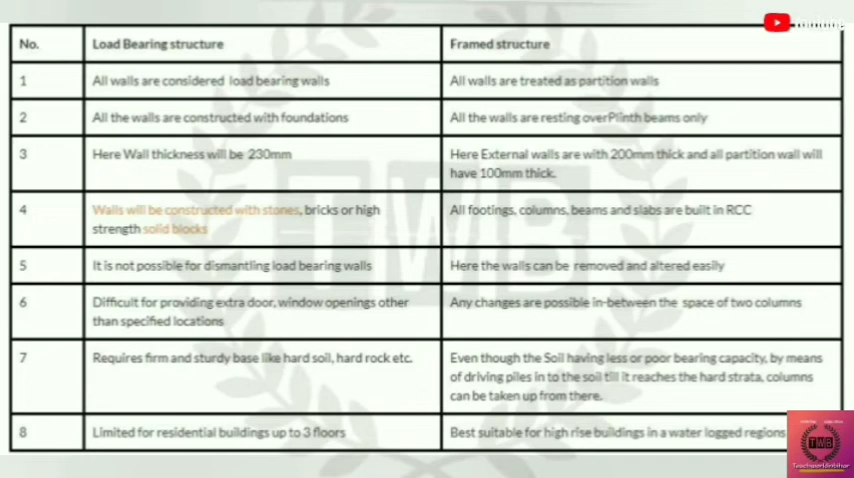 YouTube
No. Load Bearing structure Framed structure
1 All walls are considered load bearing walls All walls are treated as partition walls
2 All the walls are constructed with foundations All the walls are resting overPlinth beams only
3 Here Wall thickness will be 230mm Here External walls are with 200mm thick and all partition wall will
have 100mm thick.
4 Walls will be constructed with stones, bricks or high All footings, columns, beams and slabs are built in RCC
strength solid blocks
5 It is not possible for dismantling load bearing walls Here the walls can be removed and altered easily
6 Difficult for providing extra door, window openings other Any changes are possible in-between the space of two columns
than specified locations
7 Requires firm and sturdy base like hard soil, hard rock etc. Even though the Soil having less or poor bearing capacity, by means
of driving piles in to the soil till it reaches the hard strata, columns
can be taken up from there.
8 Limited for residential buildings up to 3 floors Best suitable for high rise buildings in a water logged regions
TWB
TWB